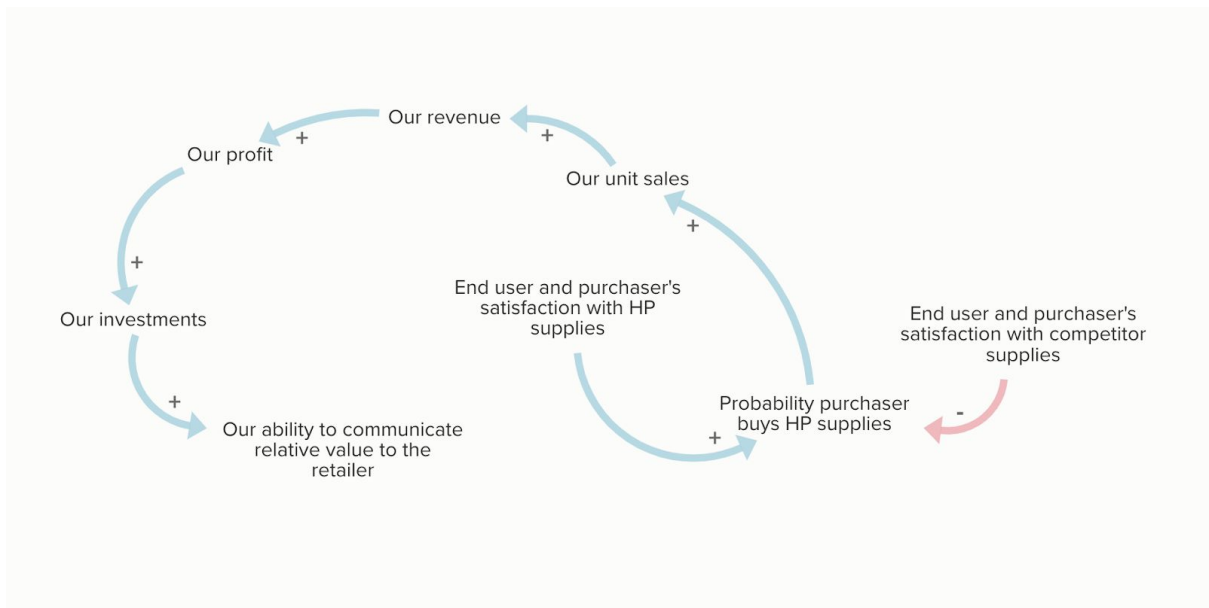 Our revenue
+
+
Our profit
Our unit sales
+
+
End user and purchaser's
satisfaction with HP
supplies
Our investments
End user and purchaser's
satisfaction with competitor
supplies
+
Probability purchaser
buys HP supplies
-
+
Our ability to communicate
relative value to the
retailer